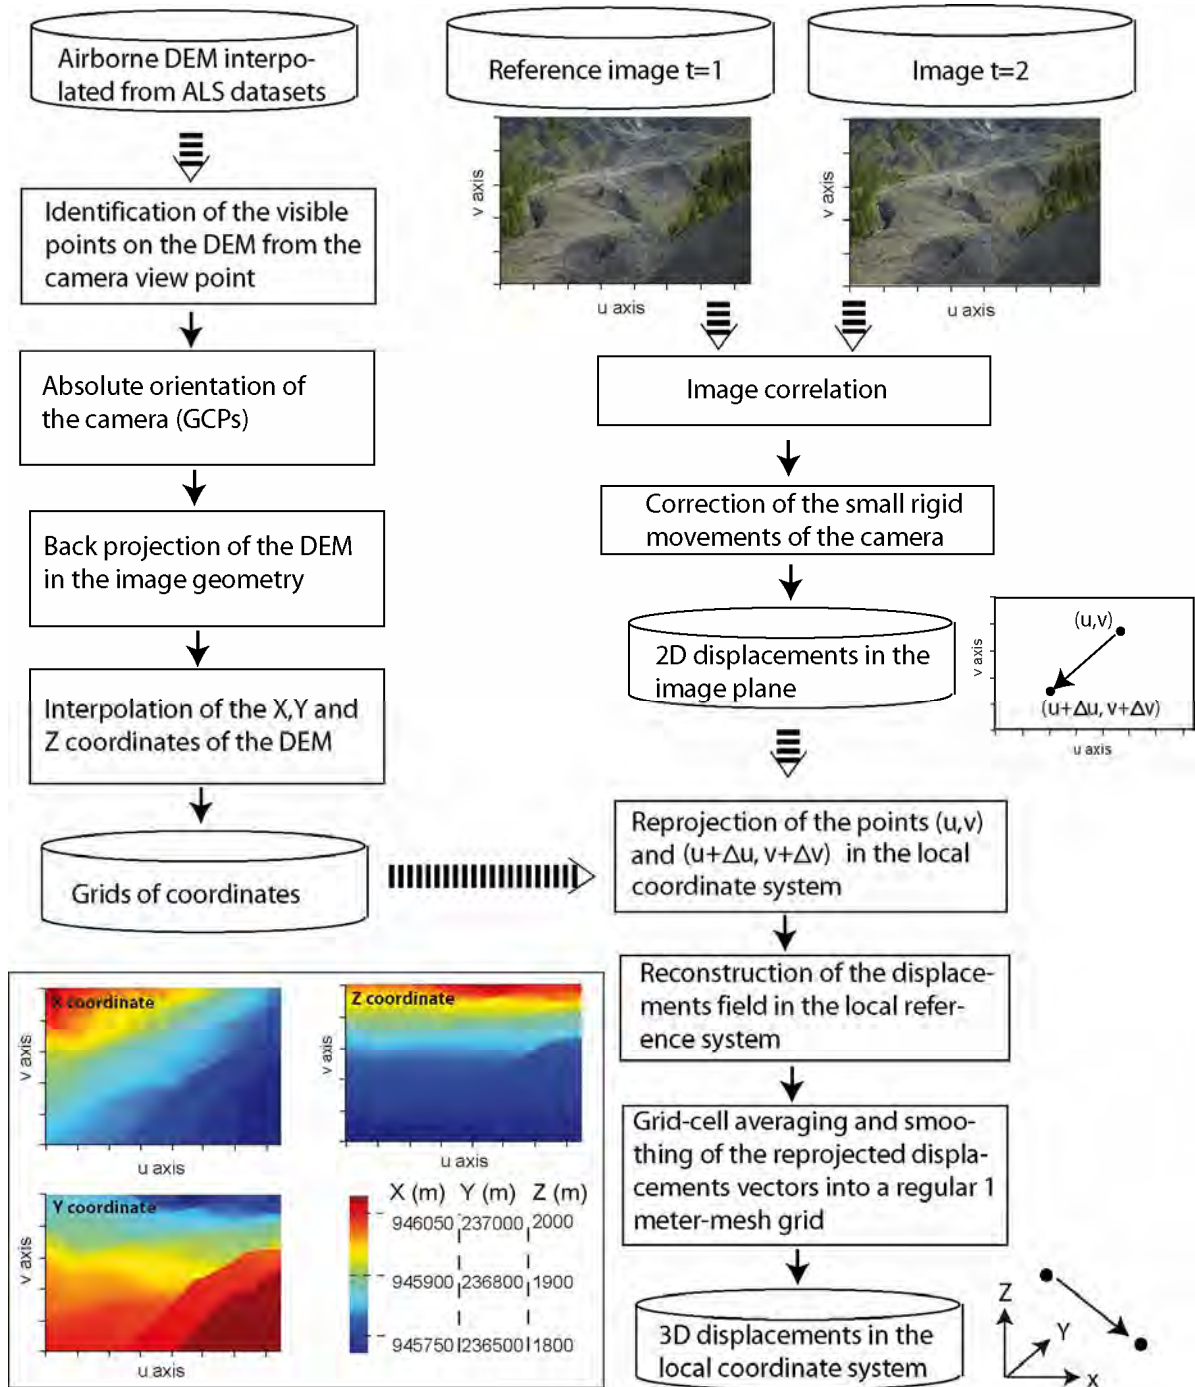 Airborne DEM interpo-
lated from ALS datasets
Identification of the visible
points on the DEM from the
camera view point
Absolute orientation of
the camera (GCPs)
Back projection of the DEM
in the image geometry
Interpolation of the X,Y and
Z coordinates of the DEM
Grids of coordinates
Reference image t=1
Image t=2
v axis
u axis
v axis
u axis
Image correlation
Correction of the small rigid
movements of the camera
2D displacements in the
image plane
v axis
(u,v)
(u+Δu, v+Δv)
u axis
Reprojection of the points (u,v)
and (u+Δu, v+Δv) in the local
coordinate system
Reconstruction of the displace-
ments field in the local refer-
ence system
Grid-cell averaging and smoo-
thing of the reprojected displa-
cements vectors into a regular 1
meter-mesh grid
3D displacements in the
local coordinate system
Z
Y
x
X coordinate
v axis
u axis
Z coordinate
v axis
u axis
Y coordinate
v axis
u axis
X (m) Y (m) Z (m)
946050 237000 2000
945900 236800 1900
945750 236500 1800